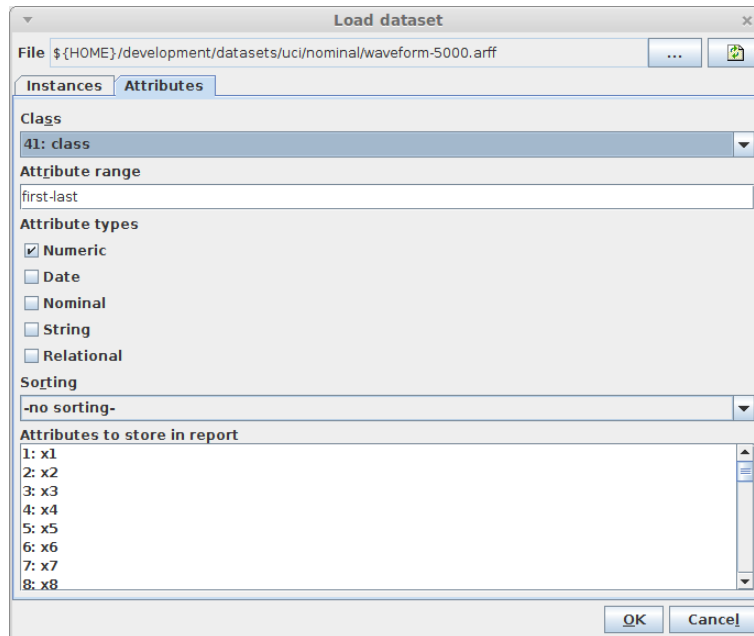 Load dataset
File ${HOME}/development/datasets/uci/nominal/waveform-5000.arff ...
Instances Attributes
Class
41: class
Attribute range
first-last
Attribute types
Numeric
Date
Nominal
String
Relational
Sorting
-no sorting-
Attributes to store in report
1: x1
2: x2
3: x3
4: x4
5: x5
6: x6
7: x7
8: x8
OK Cancel